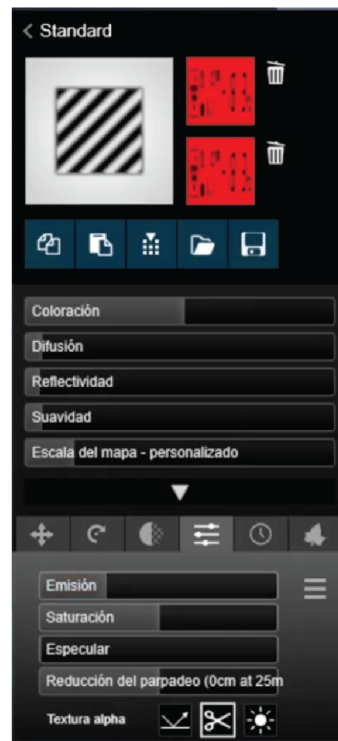 Standard
Coloración
Difusión
Reflectividad
Suavidad
Escala del mapa - personalizado
Emisión
Saturación
Especular
Reducción del parpadeo (0cm at 25m
Textura alpha